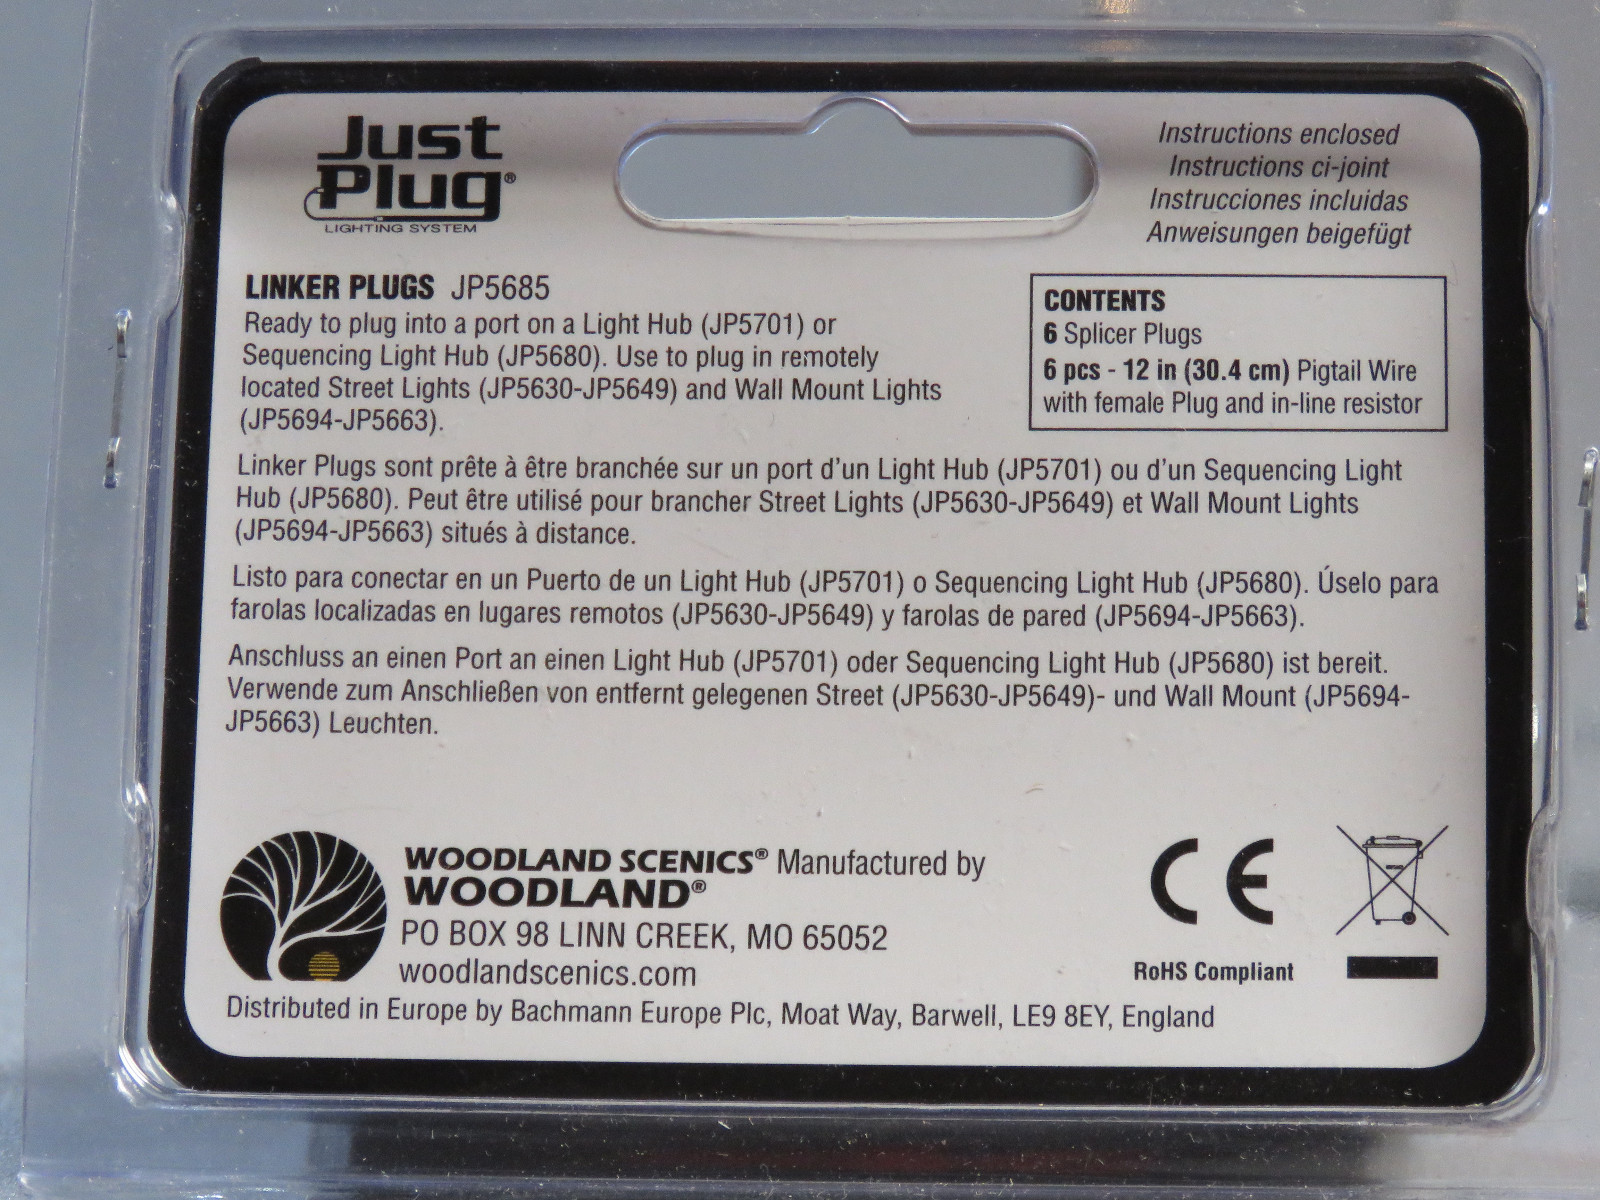 Just
Plug®
LIGHTING SYSTEM
Instructions enclosed
Instructions ci-joint
Instrucciones incluidas
Anweisungen beigefügt
LINKER PLUGS JP5685
Ready to plug into a port on a Light Hub (JP5701) or
Sequencing Light Hub (JP5680). Use to plug in remotely
located Street Lights (JP5630-JP5649) and Wall Mount Lights
(JP5694-JP5663).
CONTENTS
6 Splicer Plugs
6 pcs - 12 in (30.4 cm) Pigtail Wire
with female Plug and in-line resistor
Linker Plugs sont prête à être branchée sur un port d'un Light Hub (JP5701) ou d'un Sequencing Light
Hub (JP5680). Peut être utilisé pour brancher Street Lights (JP5630-JP5649) et Wall Mount Lights
(JP5694-JP5663) situés à distance.
Listo para conectar en un Puerto de un Light Hub (JP5701) o Sequencing Light Hub (JP5680). Úselo para
farolas localizadas en lugares remotos (JP5630-JP5649) y farolas de pared (JP5694-JP5663).
Anschluss an einen Port an einen Light Hub (JP5701) oder Sequencing Light Hub (JP5680) ist bereit.
Verwende zum Anschließen von entfernt gelegenen Street (JP5630-JP5649)- und Wall Mount (JP5694-
JP5663) Leuchten.
WOODLAND SCENICS® Manufactured by
WOODLAND®
PO BOX 98 LINN CREEK, MO 65052
woodlandscenics.com
Distributed in Europe by Bachmann Europe Plc, Moat Way, Barwell, LE9 8EY, England
CE
RoHS Compliant